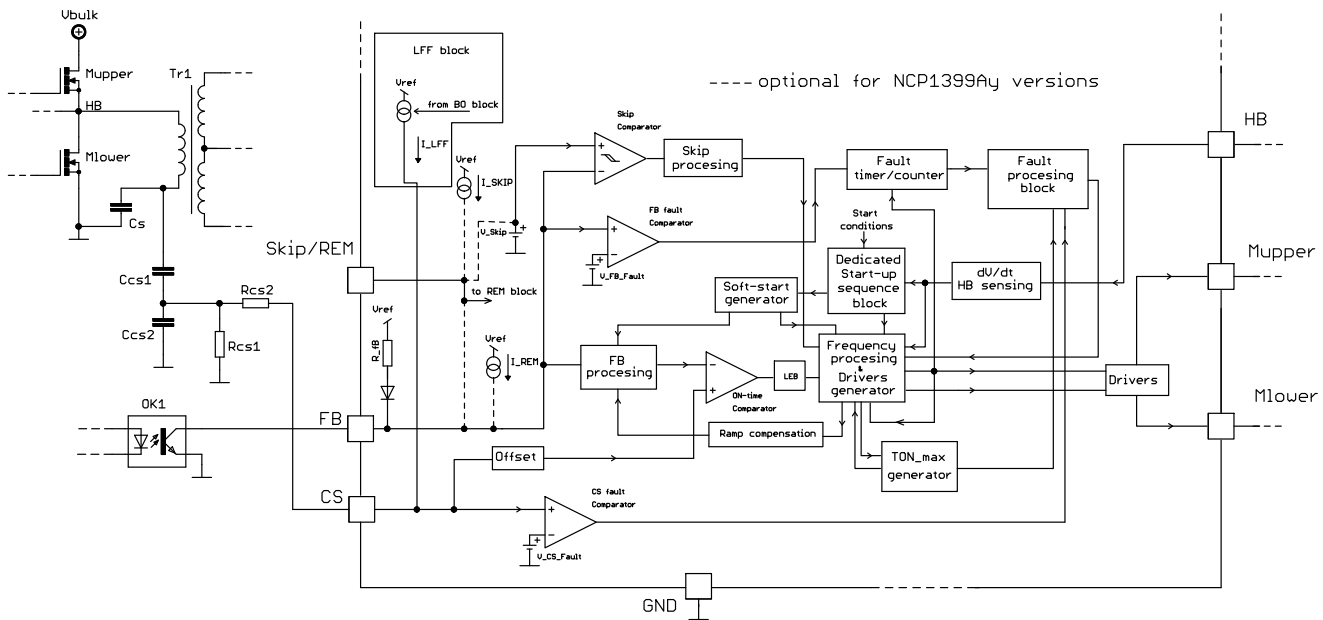 Vbulk
Mupper
HB
Mlower
Tr1
Cs
Ccs1
Ccs2
Rcs2
Rcs1
OK1
Skip/REM
FB
CS
GND
LFF block
Vref
from BO block
I_LFF
Vref
I_SKIP
V_Skip
to REM block
Vref
R_fB
Vref
I_REM
---- optional for NCP1399Ay versions
Skip
Comparator
Skip
procesing
FB fault
Comparator
V_FB_Fault
Fault
timer/counter
Fault
procesing
block
Start
conditions
Dedicated
Start-up
sequence
block
dV/dt
HB sensing
Soft-start
generator
FB
procesing
ON-time
Comparator
LEB
Frequency
procesing
&
Drivers
generator
Ramp compensation
Offset
TON_max
generator
CS fault
Comparator
V_CS_Fault
Drivers
HB
Mupper
Mlower